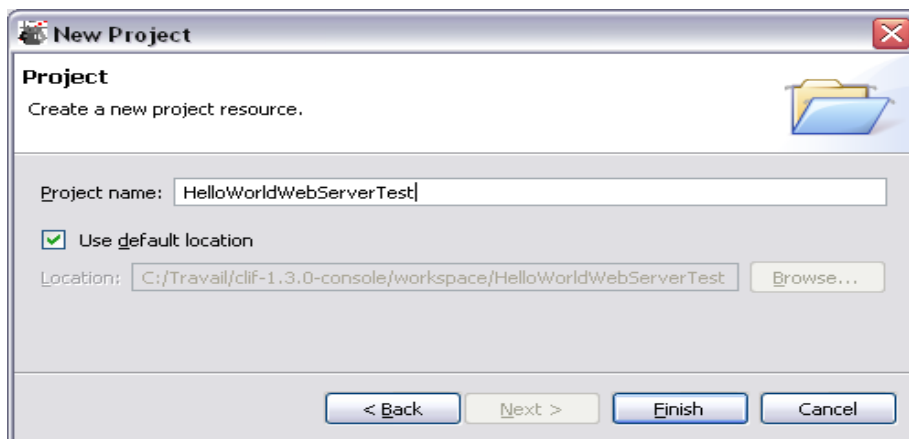 New Project
Project
Create a new project resource.
Project name: HelloWorldWebServerTest
Use default location
Location: C:/Travail/clif-1.3.0-console/workspace/HelloWorldWebServerTest Browse...
< Back Next > Finish Cancel